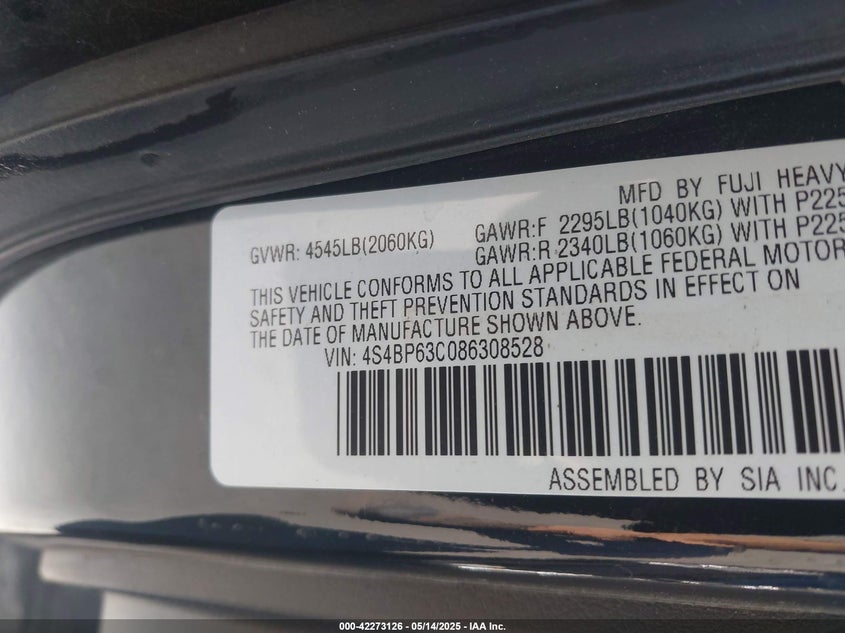 MFD BY FUJI HEAVY
GVWR: 4545LB(2060KG)
GAWR:F 2295LB(1040KG) WITH P225
GAWR:R 2340LB(1060KG) WITH P225
THIS VEHICLE CONFORMS TO ALL APPLICABLE FEDERAL MOTOR
SAFETY AND THEFT PREVENTION STANDARDS IN EFFECT ON
THE DATE OF MANUFACTURE SHOWN ABOVE.
VIN: 4S4BP63C086308528
ASSEMBLED BY SIA INC.
000-42273126 - 05/14/2025 - IAA Inc.